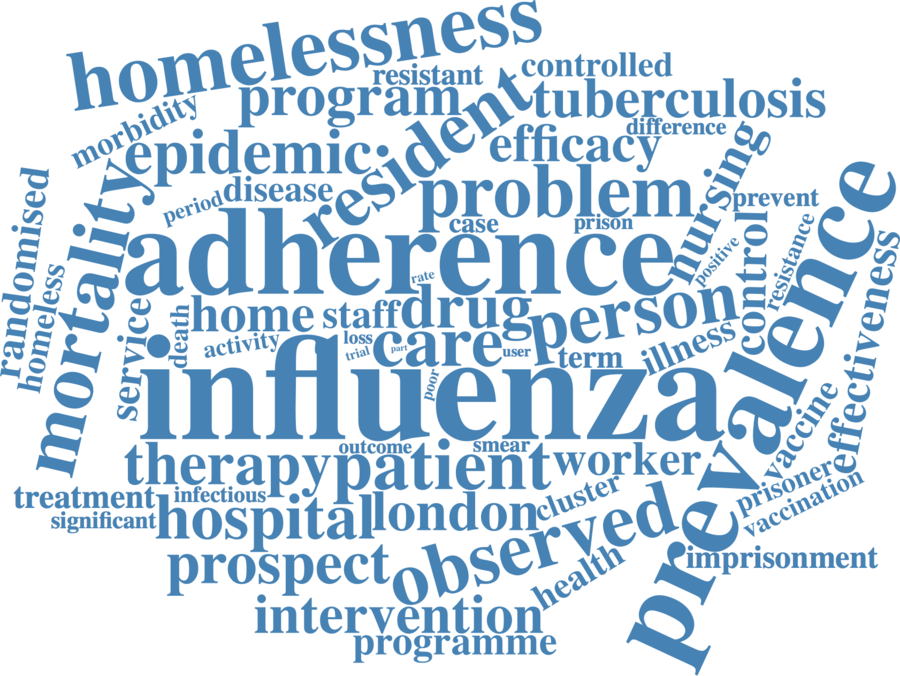 homelessness
resistant
controlled
program
tuberculosis
morbidity
resident
difference
epidemic
efficacy
nursing
disease
problem
prevent
period
mortality
randomised
adherence
case
prison
control
resistance
positive
prevalence
homeless
rate
home
staff
drug
person
effectiveness
service
death
activity
loss
trial
part
care
user
term
illness
poor
influenza
vaccine
outcome
smear
therapy
patient
worker
prisoner
treatment
infectious
cluster
vaccination
significant
hospital
london
observed
prospect
health
imprisonment
intervention
programme